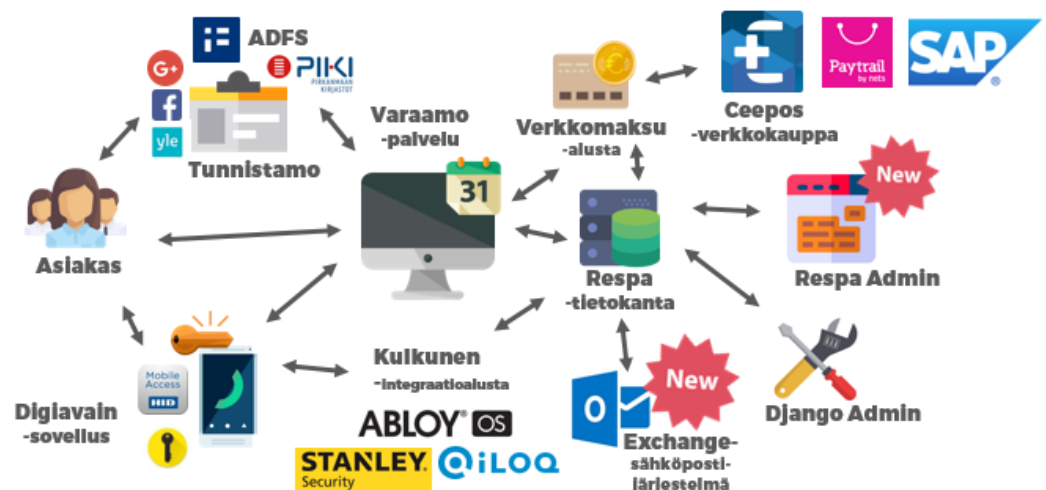 ADFS
G+
PIKI
PIRKANMAAN
KIRJASTOT
f
yle
Tunnistamo
Varaamo
-palvelu
31
Verkkomaksu
-alusta
Ceepos
-verkkokauppa
Paytrail
by nets
SAP
®
Asiakas
Respa
-tietokanta
New
Respa Admin
Mobile
Access
HID
Digiavain
-sovellus
Kulkunen
-integraatioalusta
ABLOY® OS
STANLEY.
Security
iLOQ
O
New
Exchange-
sähköposti-
järjestelmä
Django Admin